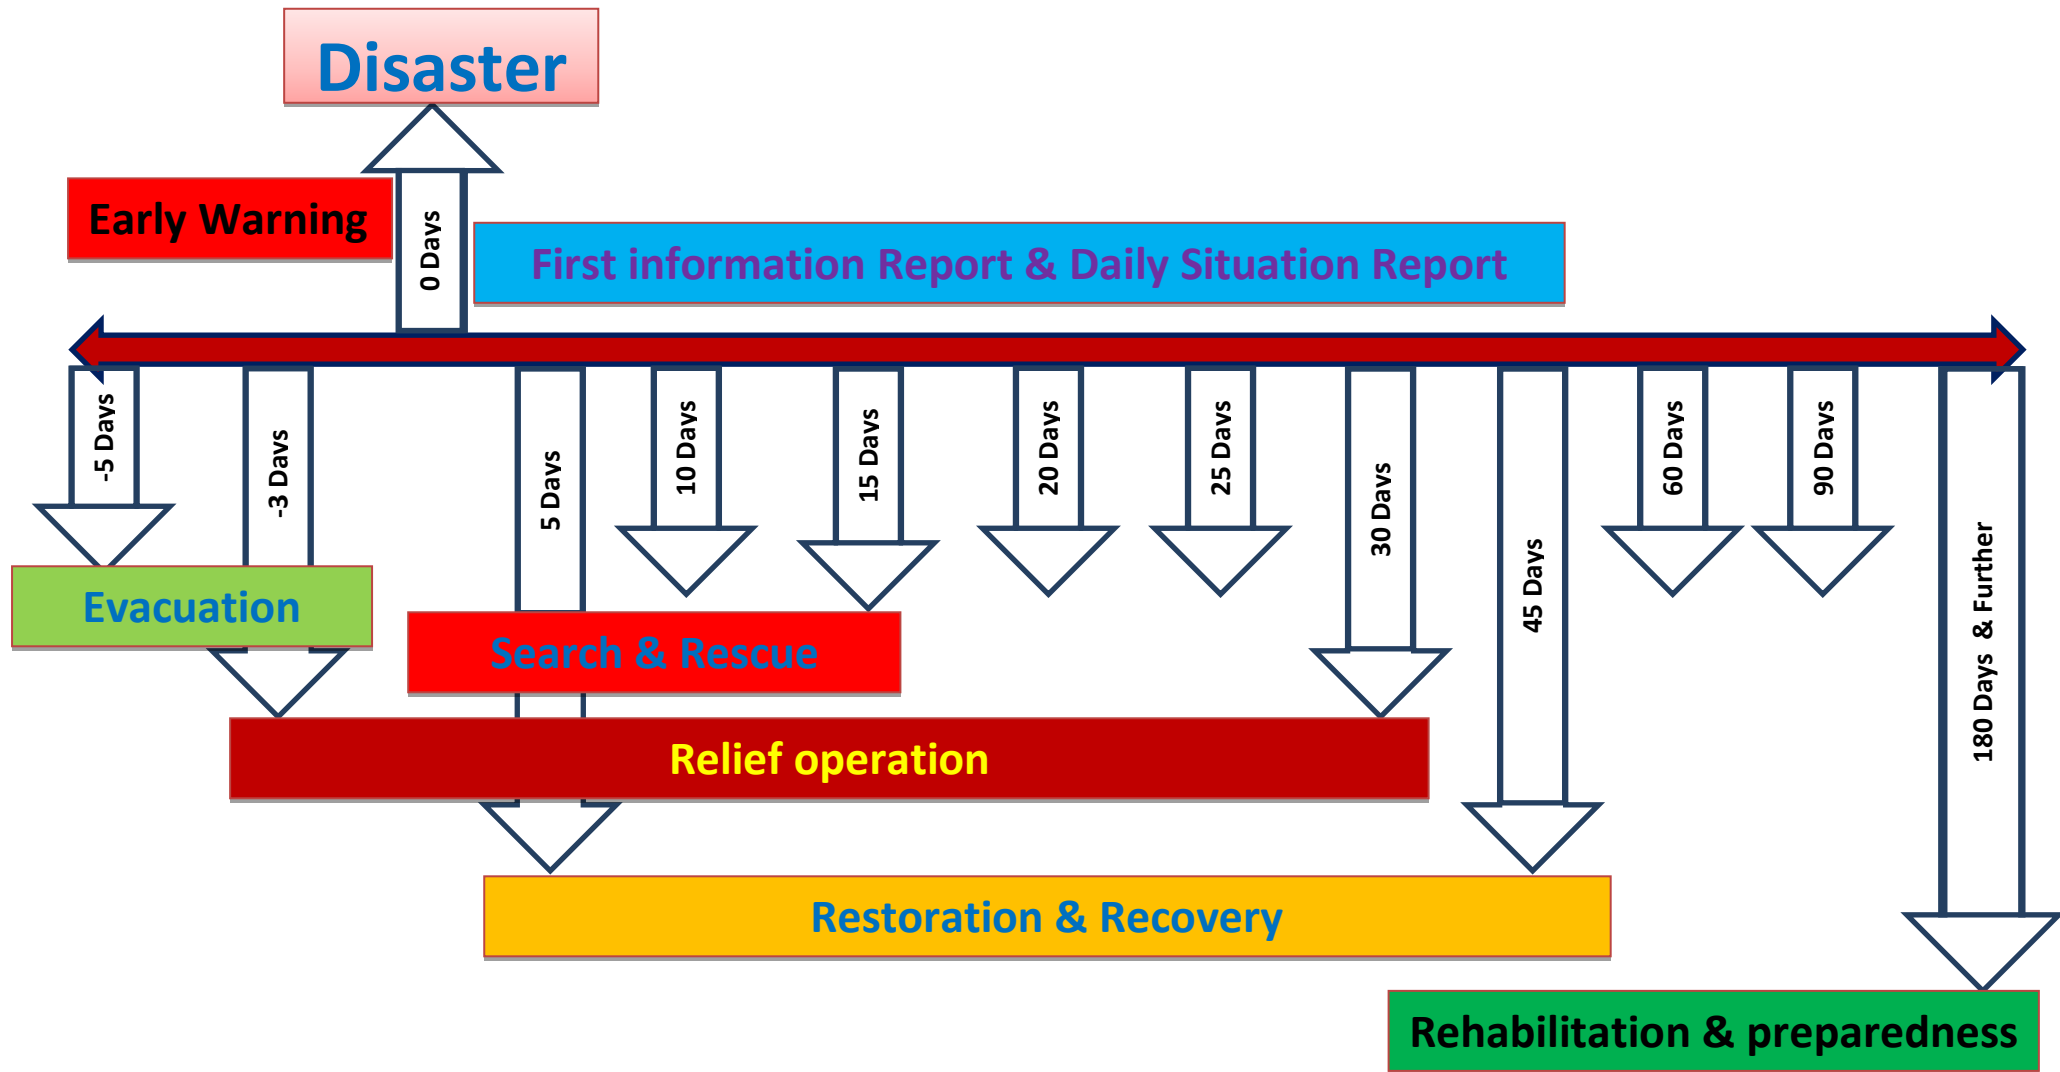 Disaster
Early Warning
0 Days
First information Report & Daily Situation Report
-5 Days
-3 Days
5 Days
10 Days
15 Days
20 Days
25 Days
30 Days
45 Days
60 Days
90 Days
180 Days & Further
Evacuation
Search & Rescue
Relief operation
Restoration & Recovery
Rehabilitation & preparedness